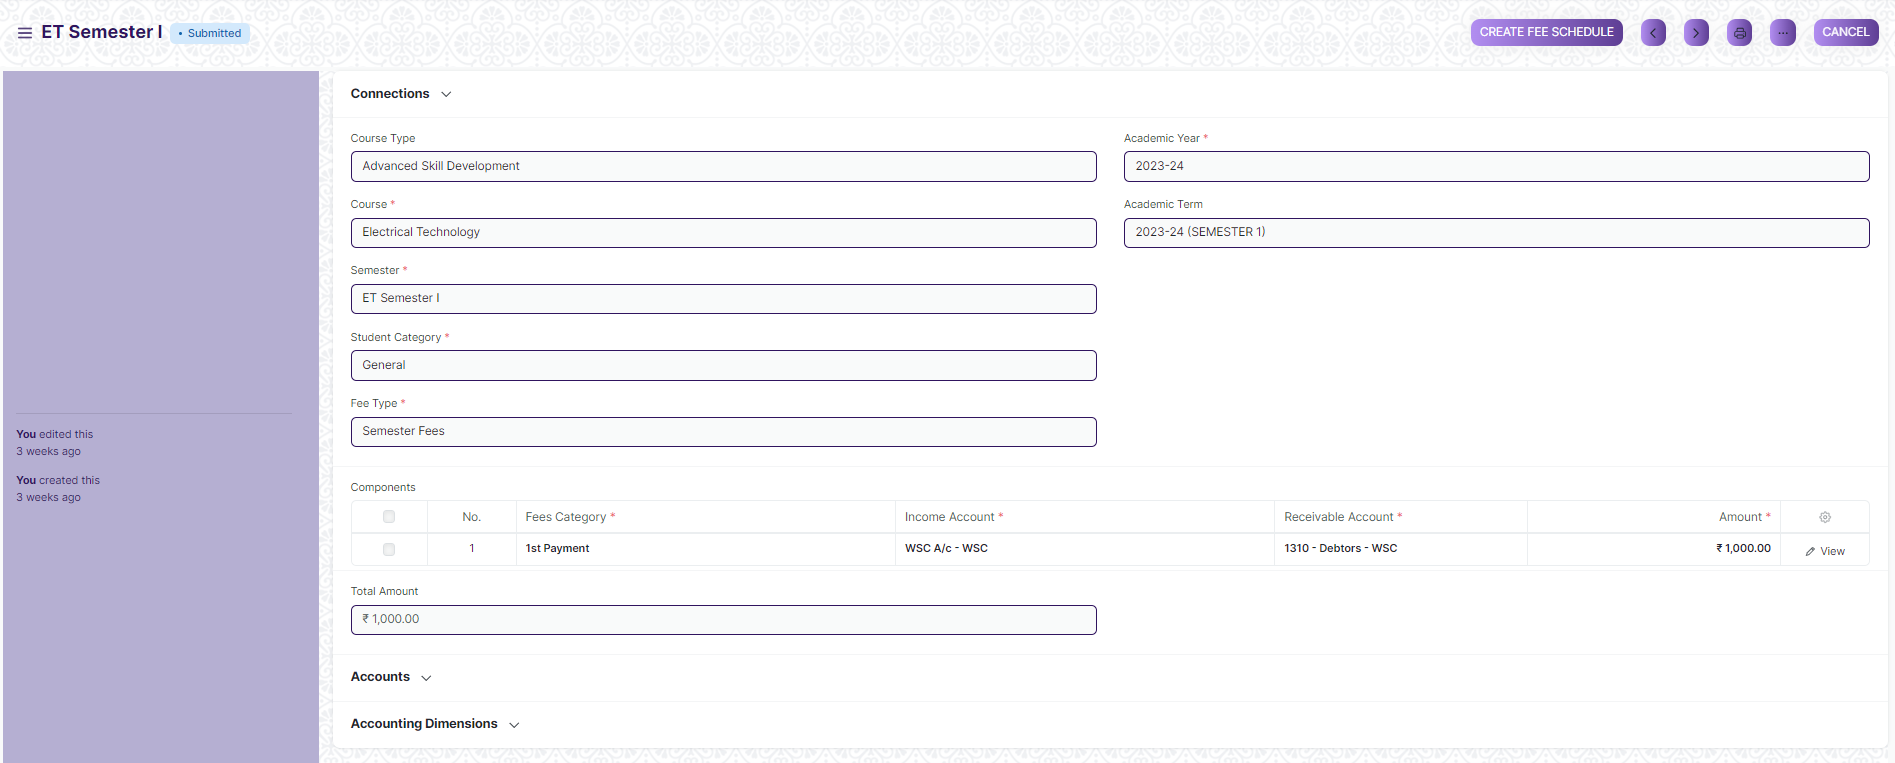 ET Semester I
• Submitted
CREATE FEE SCHEDULE
...
CANCEL
You edited this
3 weeks ago
You created this
3 weeks ago
Connections
Course Type
Advanced Skill Development
Academic Year *
2023-24
Course *
Electrical Technology
Academic Term
2023-24 (SEMESTER 1)
Semester *
ET Semester I
Student Category *
General
Fee Type *
Semester Fees
Components
No. Fees Category * Income Account * Receivable Account * Amount *
1 1st Payment WSC A/c - WSC 1310 - Debtors - WSC ₹ 1,000.00 View
Total Amount
₹ 1,000.00
Accounts
Accounting Dimensions